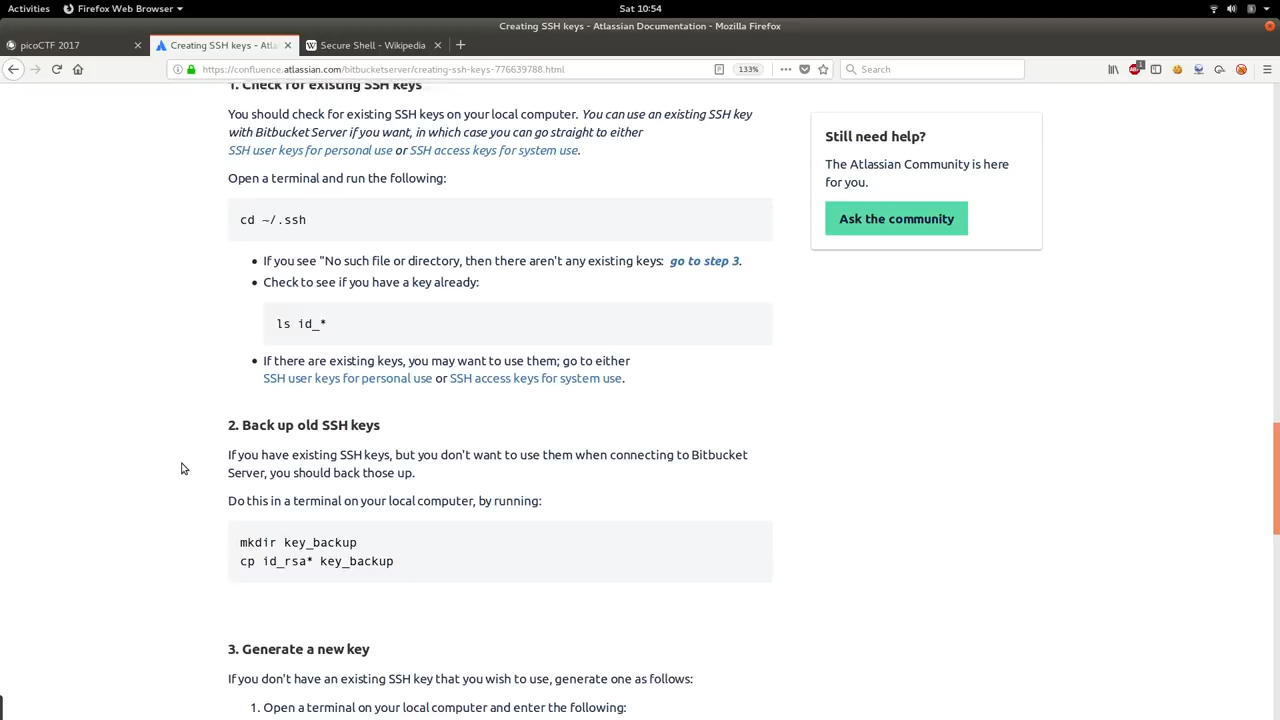 Activities Firefox Web Browser Sat 10:54
Creating SSH keys - Atlassian Documentation - Mozilla Firefox
picoCTF 2017 Creating SSH keys - Atla Secure Shell - Wikipedia
https://confluence.atlassian.com/bitbucketserver/creating-ssh-keys-776639788.html 133% Search
1. Check for existing SSH keys
You should check for existing SSH keys on your local computer. You can use an existing SSH key
with Bitbucket Server if you want, in which case you can go straight to either
SSH user keys for personal use or SSH access keys for system use.
Open a terminal and run the following:
cd ~/.ssh
• If you see "No such file or directory, then there aren't any existing keys: go to step 3.
• Check to see if you have a key already:
ls id_*
• If there are existing keys, you may want to use them; go to either
SSH user keys for personal use or SSH access keys for system use.
2. Back up old SSH keys
If you have existing SSH keys, but you don't want to use them when connecting to Bitbucket
Server, you should back those up.
Do this in a terminal on your local computer, by running:
mkdir key_backup
cp id_rsa* key_backup
3. Generate a new key
If you don't have an existing SSH key that you wish to use, generate one as follows:
1. Open a terminal on your local computer and enter the following:
Still need help?
The Atlassian Community is here
for you.
Ask the community